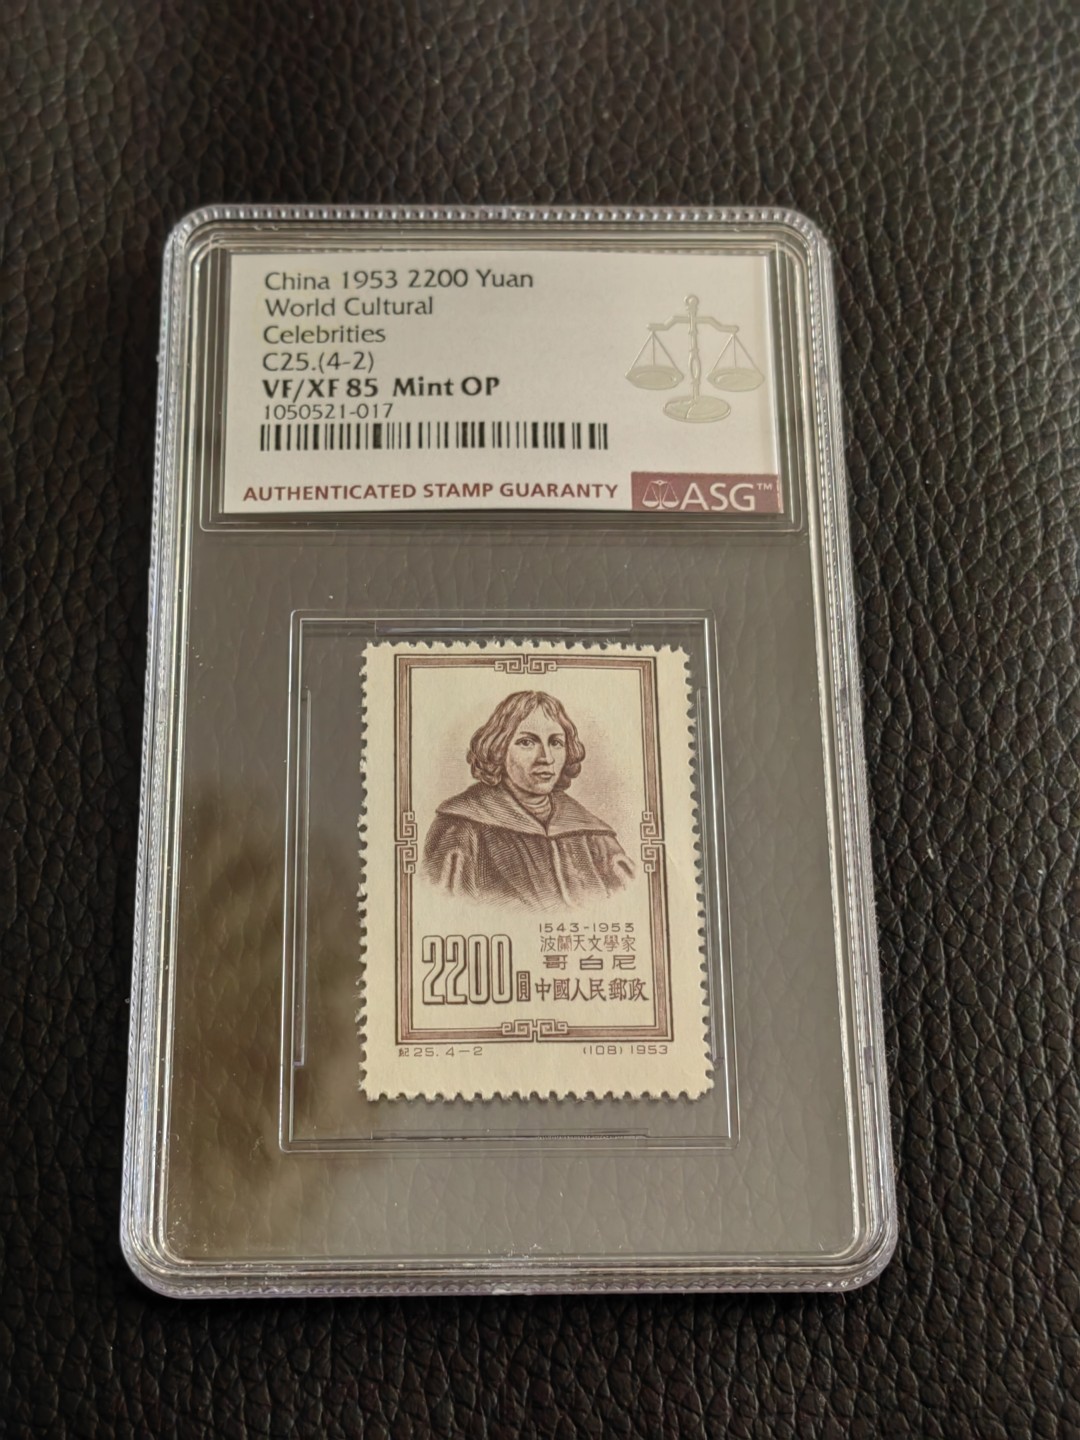 China 1953 2200 Yuan
World Cultural
Celebrities
C25.(4-2)
VF/XF 85 Mint OP
1050521-017
AUTHENTICATED STAMP GUARANTY
ASG™
1543-1953
波蘭天文學家
哥白尼
2200圓
中國人民郵政
紀25.4-2
(108) 1953